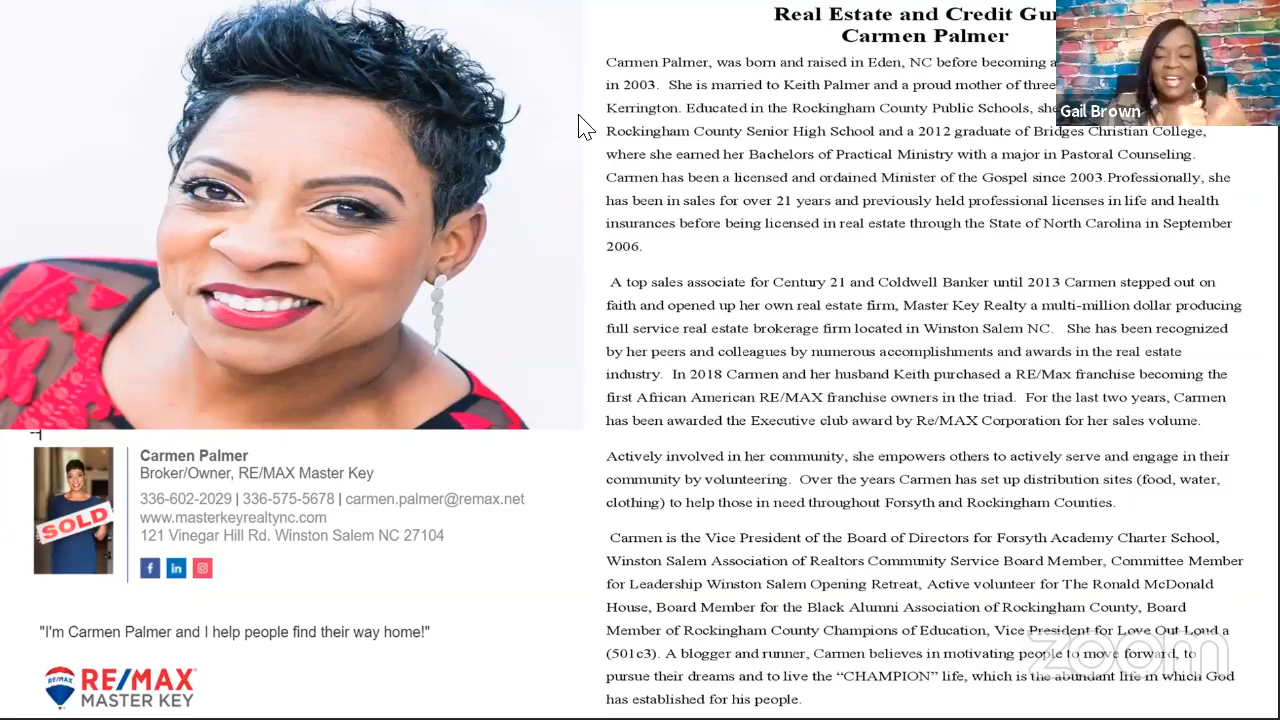 Real Estate and Credit
Carmen Palmer
Carmen Palmer, was born and raised in Eden, NC before becoming a
in 2003. She is married to Keith Palmer and a proud mother of three
Kerrington. Educated in the Rockingham County Public Schools, she
Rockingham County Senior High School and a 2012 graduate of Bridges Christian College,
where she earned her Bachelors of Practical Ministry with a major in Pastoral Counseling.
Carmen has been a licensed and ordained Minister of the Gospel since 2003.Professionally, she
has been in sales for over 21 years and previously held professional licenses in life and health
insurances before being licensed in real estate through the State of North Carolina in September
2006.
A top sales associate for Century 21 and Coldwell Banker until 2013 Carmen stepped out on
faith and opened up her own real estate firm, Master Key Realty a multi-million dollar producing
full service real estate brokerage firm located in Winston Salem NC. She has been recognized
by her peers and colleagues by numerous accomplishments and awards in the real estate
industry. In 2018 Carmen and her husband Keith purchased a RE/Max franchise becoming the
first African American RE/MAX franchise owners in the triad. For the last two years, Carmen
has been awarded the Executive club award by Re/MAX Corporation for her sales volume.
Actively involved in her community, she empowers others to actively serve and engage in their
community by volunteering. Over the years Carmen has set up distribution sites (food, water,
clothing) to help those in need throughout Forsyth and Rockingham Counties.
Carmen is the Vice President of the Board of Directors for Forsyth Academy Charter School,
Winston Salem Association of Realtors Community Service Board Member, Committee Member
for Leadership Winston Salem Opening Retreat, Active volunteer for The Ronald McDonald
House, Board Member for the Black Alumni Association of Rockingham County, Board
Member of Rockingham County Champions of Education, Vice President for Love Out Loud a
(501c3). A blogger and runner, Carmen believes in motivating people to move forward, to
pursue their dreams and to live the “CHAMPION” life, which is the abundant life in which God
has established for his people.
Gail Brown
Carmen Palmer
Broker/Owner, RE/MAX Master Key
336-602-2029 | 336-575-5678 | carmen.palmer@remax.net
www.masterkeyrealtync.com
121 Vinegar Hill Rd. Winston Salem NC 27104
SOLD
"I'm Carmen Palmer and I help people find their way home!"
RE/MAX
MASTER KEY
zoom